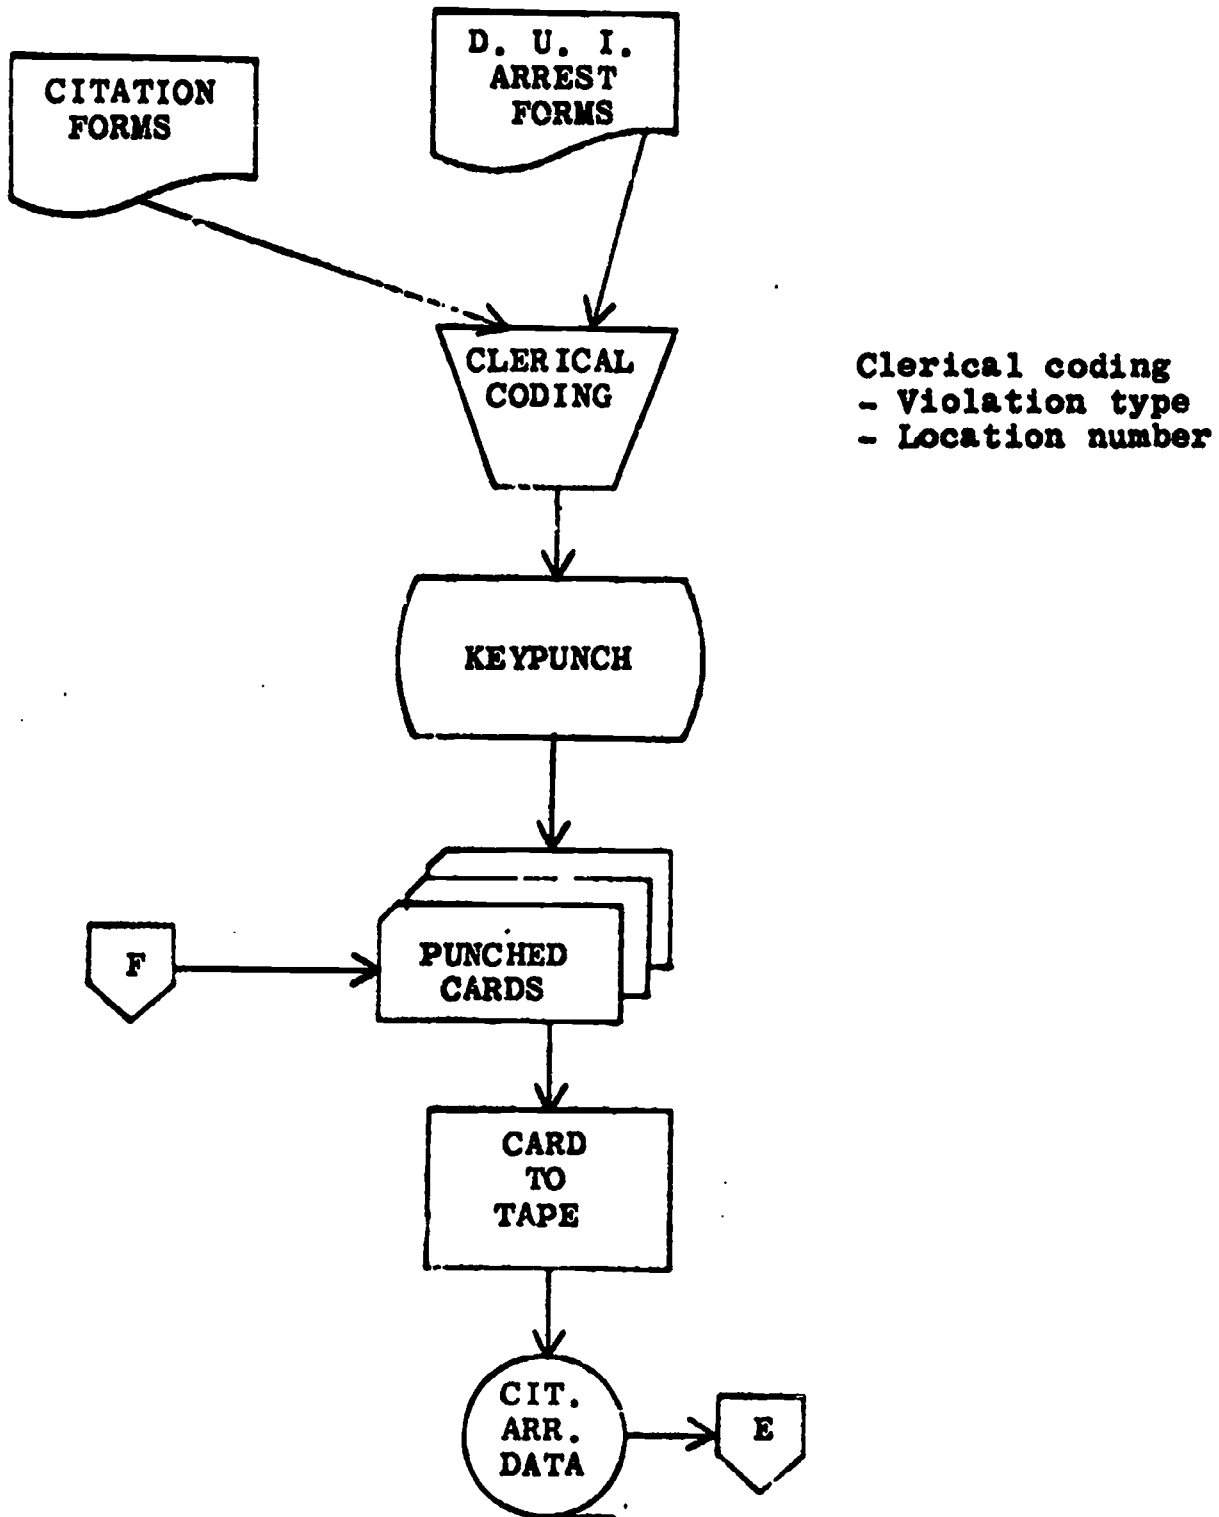 D. U. I.
ARREST
FORMS
CITATION
FORMS
CLERICAL
CODING
Clerical coding
- Violation type
- Location number
KEYPUNCH
F
PUNCHED
CARDS
CARD
TO
TAPE
CIT.
ARR.
DATA
E